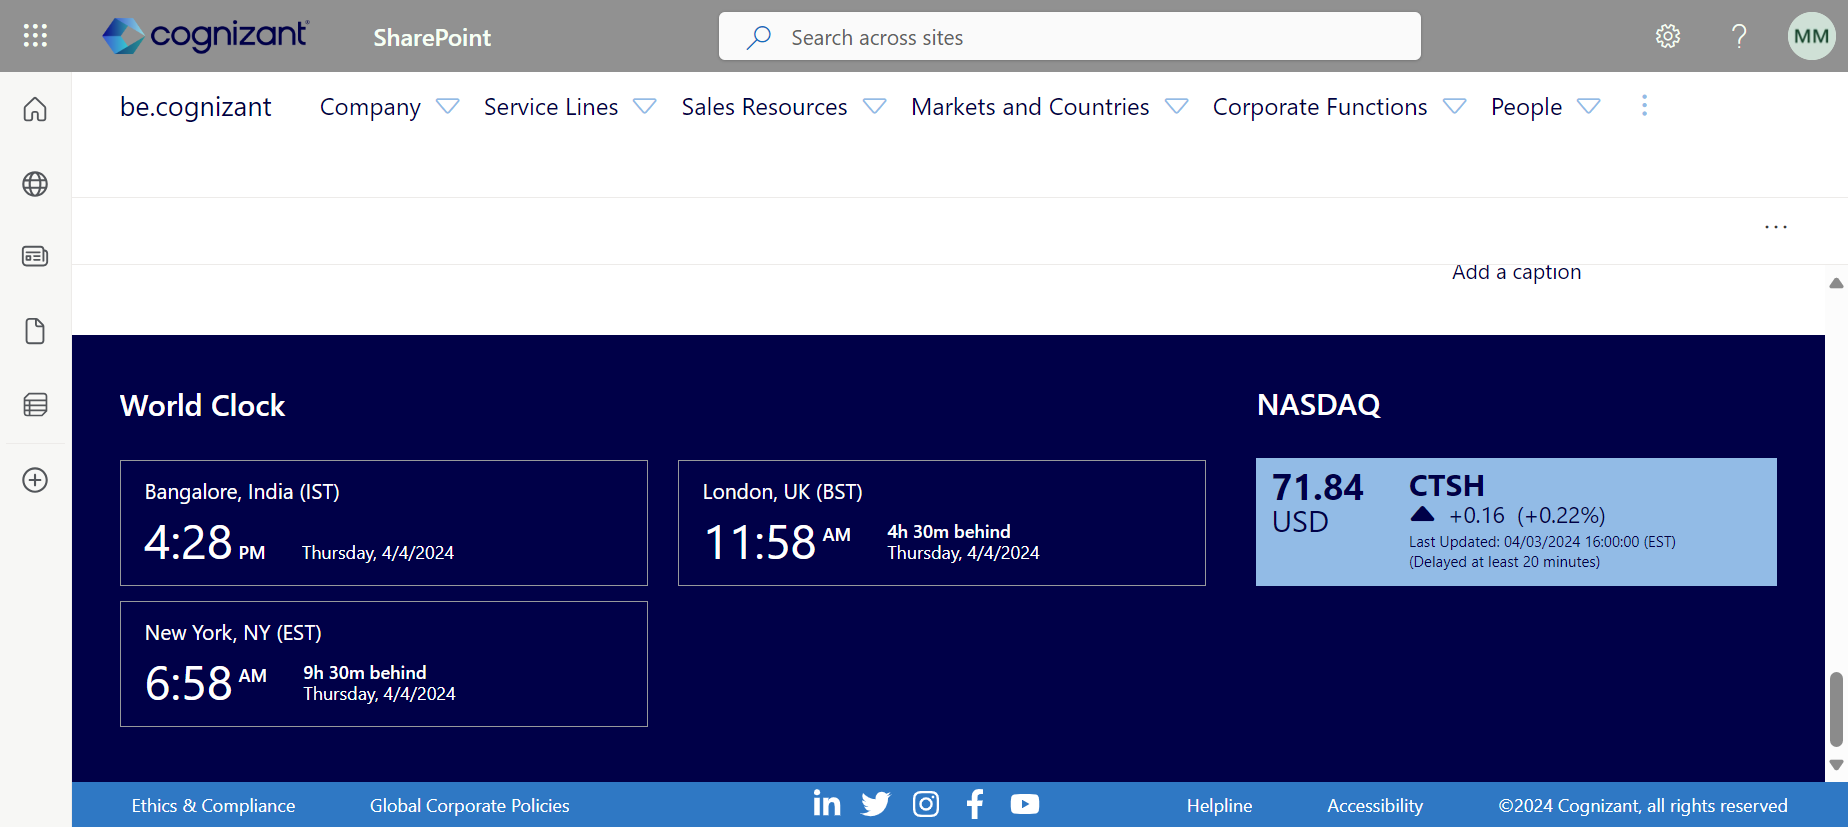 cognizant
SharePoint
Search across sites
?
MM
be.cognizant
Company
Service Lines
Sales Resources
Markets and Countries
Corporate Functions
People
...
Add a caption
World Clock
Bangalore, India (IST)
4:28 PM
Thursday, 4/4/2024
London, UK (BST)
11:58 AM
4h 30m behind
Thursday, 4/4/2024
New York, NY (EST)
6:58 AM
9h 30m behind
Thursday, 4/4/2024
NASDAQ
71.84
USD
CTSH
+0.16 (+0.22%)
Last Updated: 04/03/2024 16:00:00 (EST)
(Delayed at least 20 minutes)
Ethics & Compliance
Global Corporate Policies
Helpline
Accessibility
©2024 Cognizant, all rights reserved